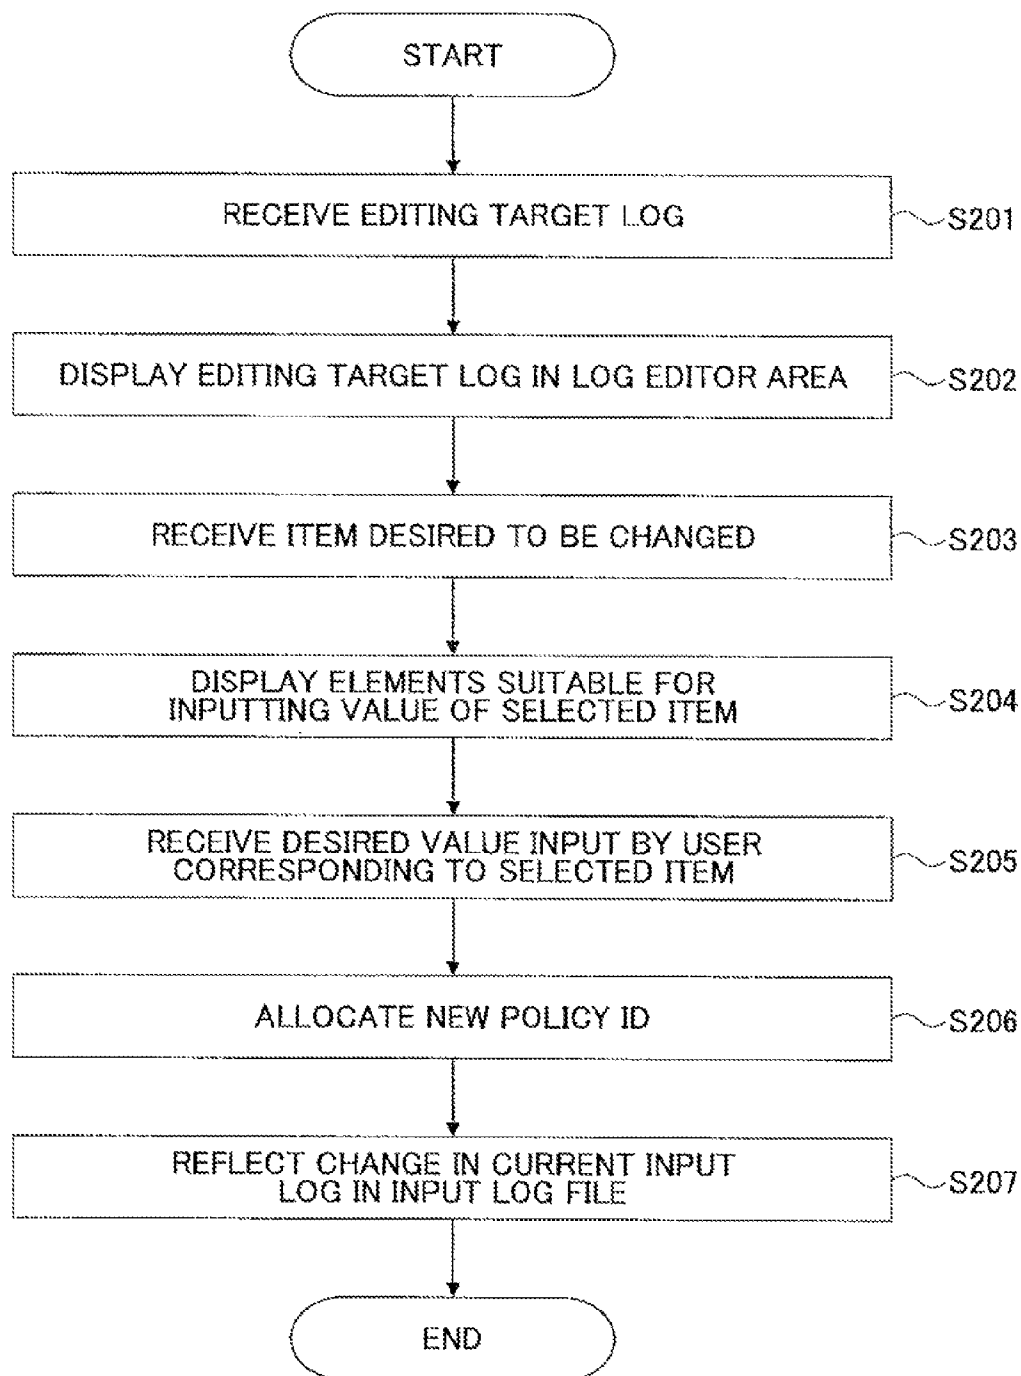 START
RECEIVE EDITING TARGET LOG
S201
DISPLAY EDITING TARGET LOG IN LOG EDITOR AREA
S202
RECEIVE ITEM DESIRED TO BE CHANGED
S203
DISPLAY ELEMENTS SUITABLE FOR
INPUTTING VALUE OF SELECTED ITEM
S204
RECEIVE DESIRED VALUE INPUT BY USER
CORRESPONDING TO SELECTED ITEM
S205
ALLOCATE NEW POLICY ID
S206
REFLECT CHANGE IN CURRENT INPUT
LOG IN INPUT LOG FILE
S207
END